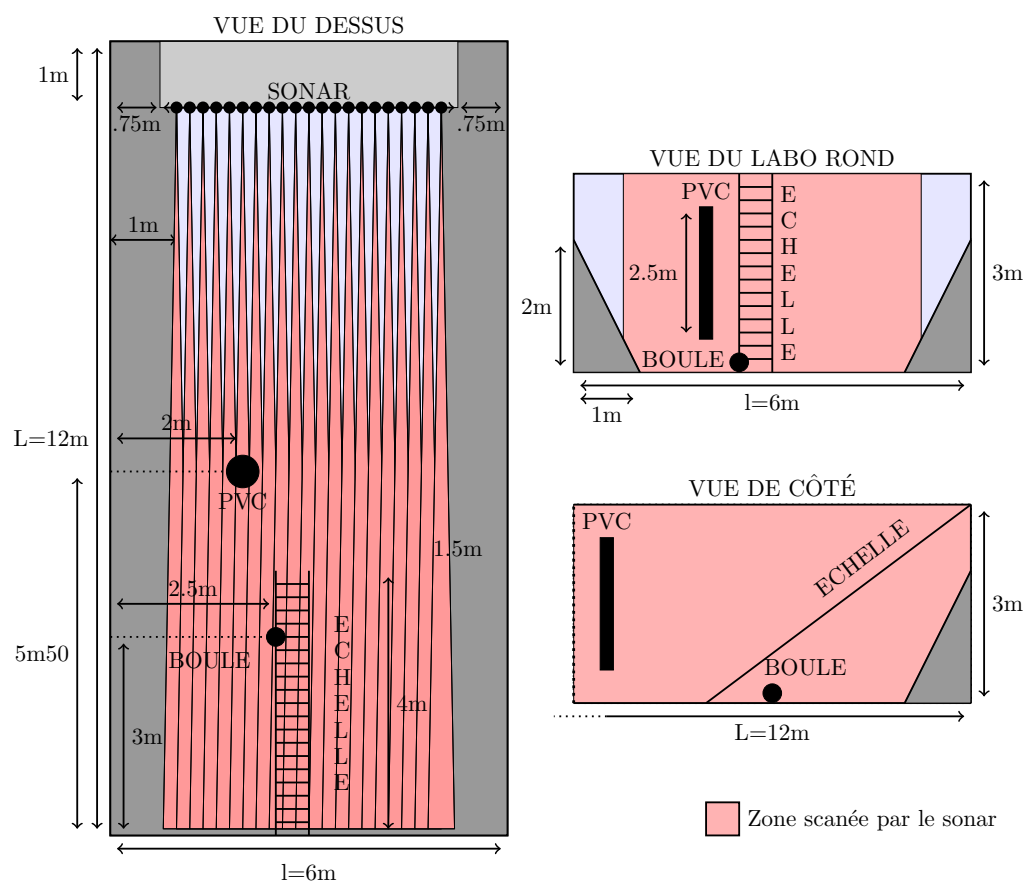 VUE DU DESSUS
1m
SONAR
.75m
.75m
1m
2m
L=12m
PVC
1.5m
2.5m
ECHELLE
5m50
BOULE
4m
3m
l=6m
VUE DU LABO ROND
PVC
ECHELLE
2.5m
3m
2m
BOULE
l=6m
1m
VUE DE CÔTÉ
PVC
ECHELLE
3m
BOULE
L=12m
Zone scanée par le sonar